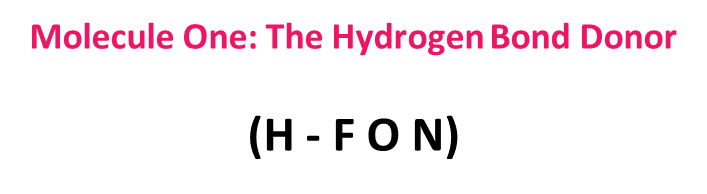 Molecule One: The Hydrogen Bond Donor
(H - F O N)